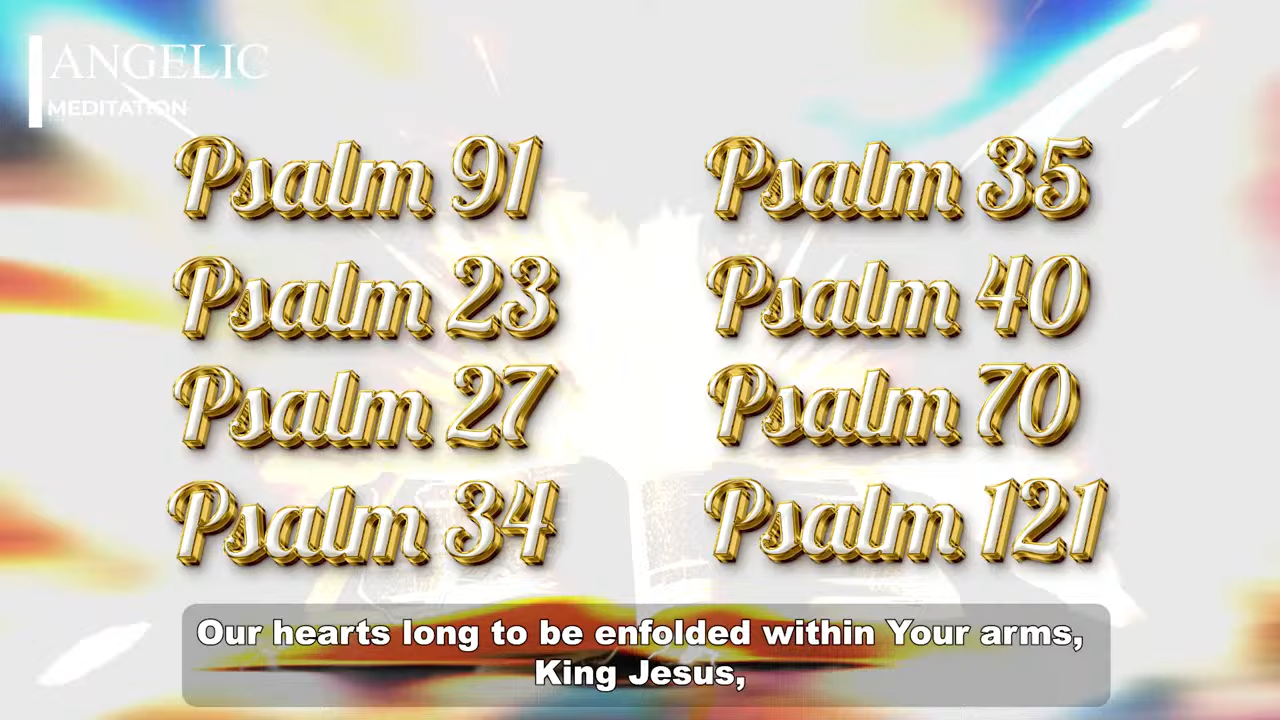 ANGELIC
MEDITATION
Psalm 91
Psalm 23
Psalm 27
Psalm 34
Psalm 35
Psalm 40
Psalm 70
Psalm 121
Our hearts long to be enfolded within Your arms,
King Jesus,